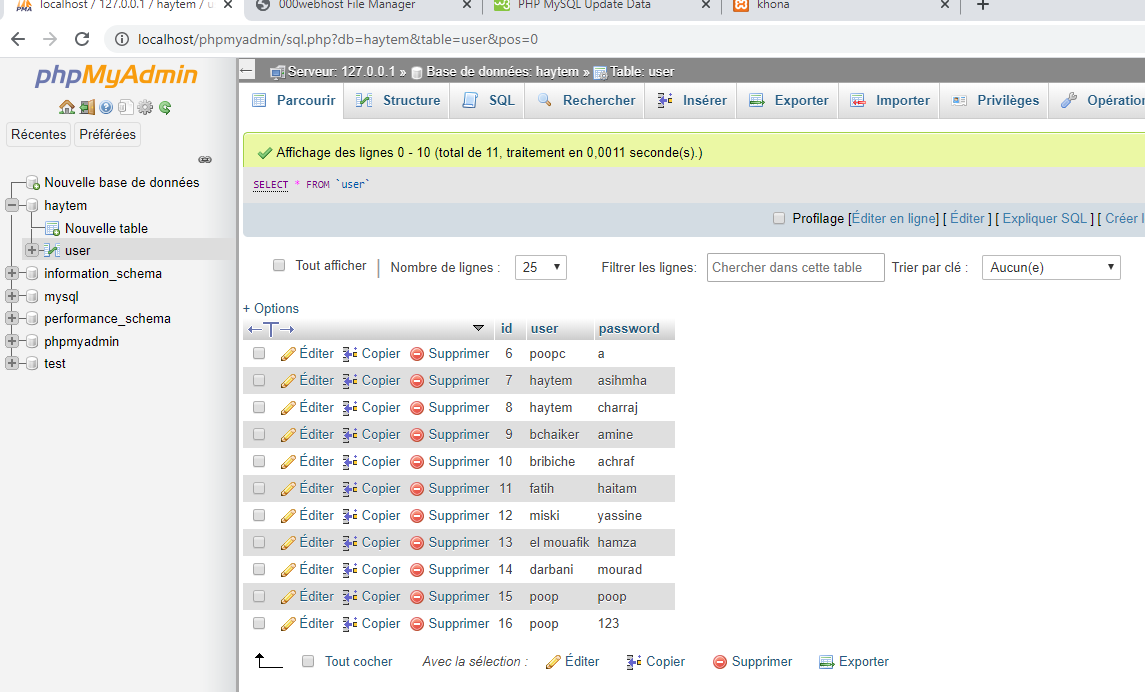 localhost / 127.0.0.1 / haytem / u
000webhost File Manager
PHP MySQL Update Data
khona
localhost/phpmyadmin/sql.php?db=haytem&table=user&pos=0
phpMyAdmin
Récentes Préférées
Nouvelle base de données
haytem
Nouvelle table
user
information_schema
mysql
performance_schema
phpmyadmin
test
Serveur: 127.0.0.1 » Base de données: haytem » Table: user
Parcourir Structure SQL Rechercher Insérer Exporter Importer Privilèges Opération
Affichage des lignes 0 - 10 (total de 11, traitement en 0,0011 seconde(s).)
SELECT * FROM `user`
Profilage [Éditer en ligne] [ Éditer ] [ Expliquer SQL ] [ Créer
Tout afficher | Nombre de lignes : 25 Filtrer les lignes: Chercher dans cette table Trier par clé : Aucun(e)
+ Options
id user password
Éditer Copier Supprimer 6 poopc a
Éditer Copier Supprimer 7 haytem asihmha
Éditer Copier Supprimer 8 haytem charraj
Éditer Copier Supprimer 9 bchaiker amine
Éditer Copier Supprimer 10 bribiche achraf
Éditer Copier Supprimer 11 fatih haitam
Éditer Copier Supprimer 12 miski yassine
Éditer Copier Supprimer 13 el mouafik hamza
Éditer Copier Supprimer 14 darbani mourad
Éditer Copier Supprimer 15 poop poop
Éditer Copier Supprimer 16 poop 123
Tout cocher Avec la sélection : Éditer Copier Supprimer Exporter